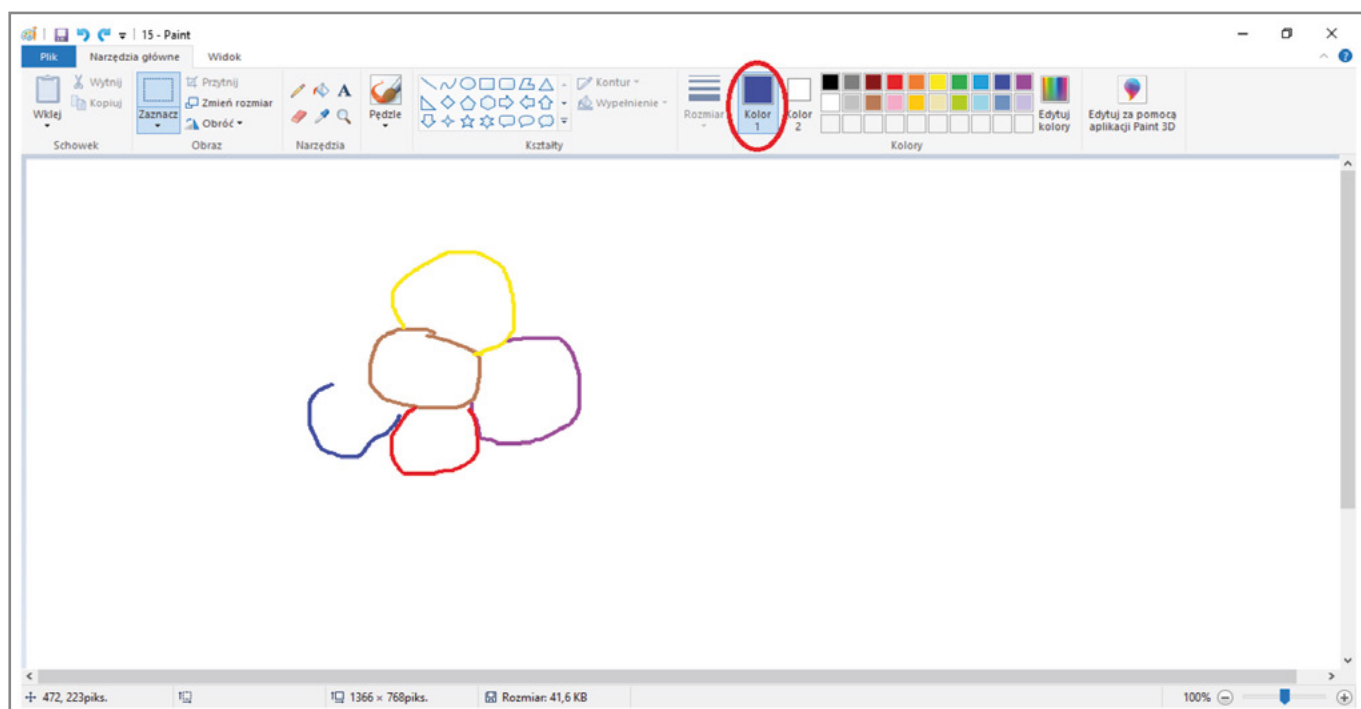 15 - Paint
Plik Narzędzia główne Widok
Wklej
Wytnij
Kopiuj
Schowek
Zaznacz
Przytnij
Zmień rozmiar
Obróć
Obraz
A
Narzędzia
Pędzle
Kształty
Kontur
Wypełnienie
Rozmiar
Kolor
1
Kolor
2
Kolory
Edytuj
kolory
Edytuj za pomocą
aplikacji Paint 3D
472, 223piks. 1366 × 768piks. Rozmiar: 41,6 KB 100%